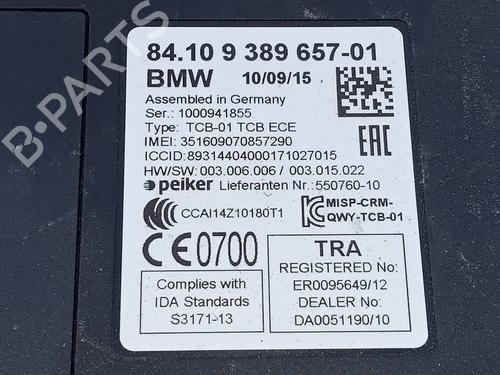 84.10 9 389 657-01
BMW 10/09/15
Assembled in Germany
Ser.: 1000941855
Type: TCB-01 TCB ECE
IMEI: 351609070857290
ICCID: 89314404000171027015
HW/SW: 003.006.006 / 003.015.022
peiker Lieferanten Nr.: 550760-10
CCAI14Z10180T1
MISP-CRM-
QWY-TCB-01
CE0700
Complies with
IDA Standards
S3171-13
TRA
REGISTERED No:
ER0095649/12
DEALER No:
DA0051190/10
EAC
B-PARTS